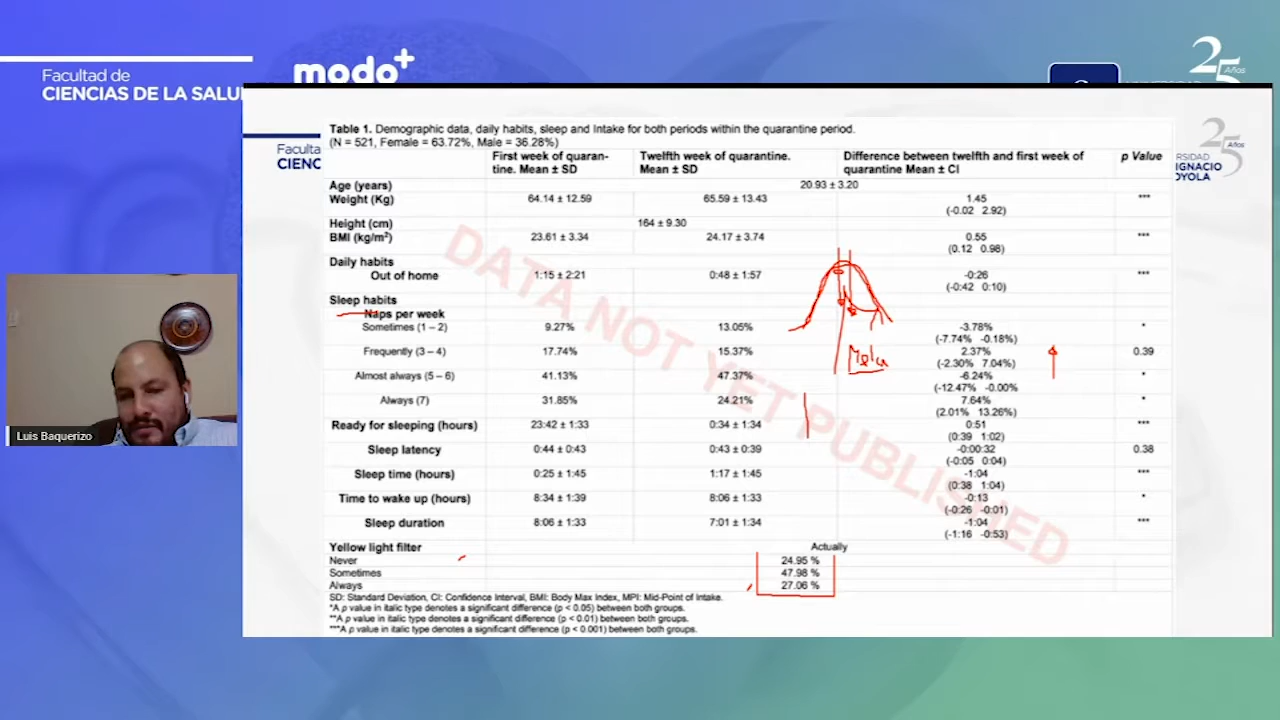 Facultad de
CIENCIAS DE LA SALU
modo+
25
Años
Faculta
CIENC
25
Años
RSIDAD
IGNACIO
OYOLA
Table 1. Demographic data, daily habits, sleep and Intake for both periods within the quarantine period.
(N = 521, Female = 63.72%, Male = 36.28%)
First week of quaran- Twelfth week of quarantine. Difference between twelfth and first week of p Value
tine. Mean ± SD Mean ± SD quarantine Mean ± CI
Age (years) 20.93 ± 3.20
Weight (Kg) 64.14 ± 12.59 65.59 ± 13.43 1.45 ***
(-0.02 2.92)
Height (cm) 164 ± 9.30
BMI (kg/m²) 23.61 ± 3.34 24.17 ± 3.74 0.55 ***
(0.12 0.98)
Daily habits
Out of home 1:15 ± 2:21 0:48 ± 1:57 -0:26 ***
(-0:42 0:10)
Sleep habits
Naps per week
Sometimes (1 – 2) 9.27% 13.05% -3.78% *
(-7.74% -0.18%)
Frequently (3 – 4) 17.74% 15.37% 2.37% 0.39
(-2.30% 7.04%)
Almost always (5 – 6) 41.13% 47.37% -6.24% *
(-12.47% -0.00%
Always (7) 31.85% 24.21% 7.64% *
(2.01% 13.26%)
Ready for sleeping (hours) 23:42 ± 1:33 0:34 ± 1:34 0:51 ***
(0:39 1:02)
Sleep latency 0:44 ± 0:43 0:43 ± 0:39 -0:00:32 0.38
(-0:05 0:04)
Sleep time (hours) 0:25 ± 1:45 1:17 ± 1:45 -1:04 ***
(0:38 1:04)
Time to wake up (hours) 8:34 ± 1:39 8:06 ± 1:33 -0:13 *
(-0:26 -0:01)
Sleep duration 8:06 ± 1:33 7:01 ± 1:34 -1:04 ***
(-1:16 -0:53)
Yellow light filter Actually
Never 24.95 %
Sometimes 47.98 %
Always 27.06 %
SD: Standard Deviation, CI: Confidence Interval, BMI: Body Max Index, MPI: Mid-Point of Intake.
*A p value in italic type denotes a significant difference (p < 0.05) between both groups.
**A p value in italic type denotes a significant difference (p < 0.01) between both groups.
***A p value in italic type denotes a significant difference (p < 0.001) between both groups.
DATA NOT YET PUBLISHED
Luis Baquerizo